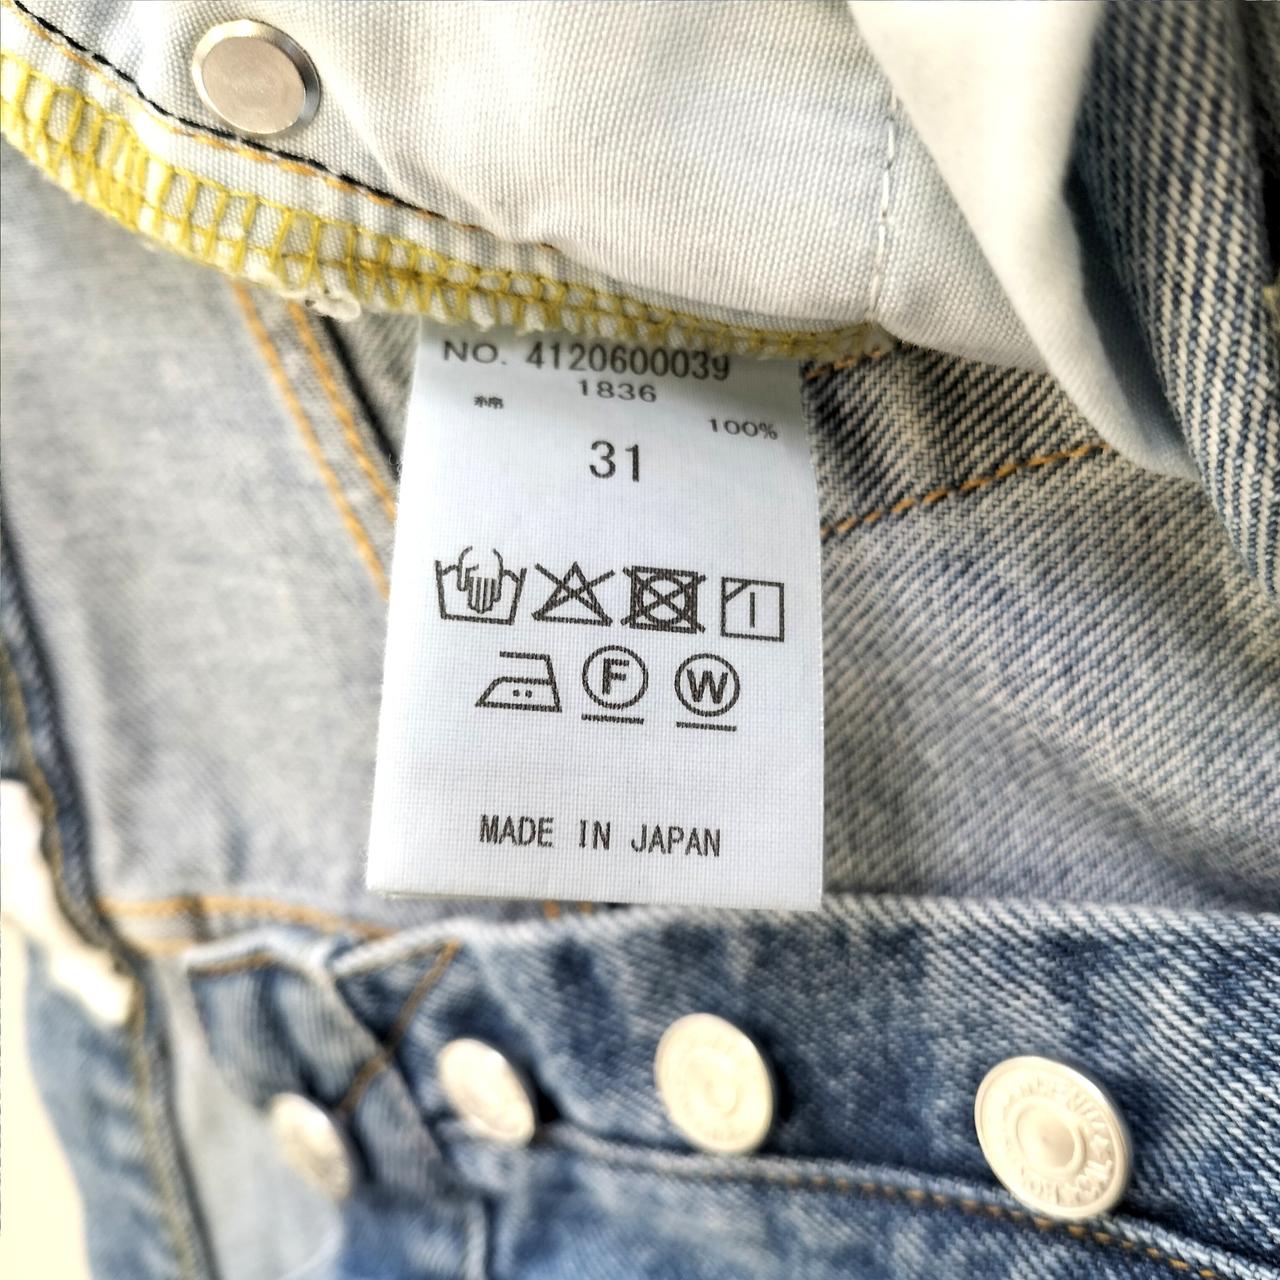 NO. 4120600039
1836
綿 100%
31
F W
MADE IN JAPAN